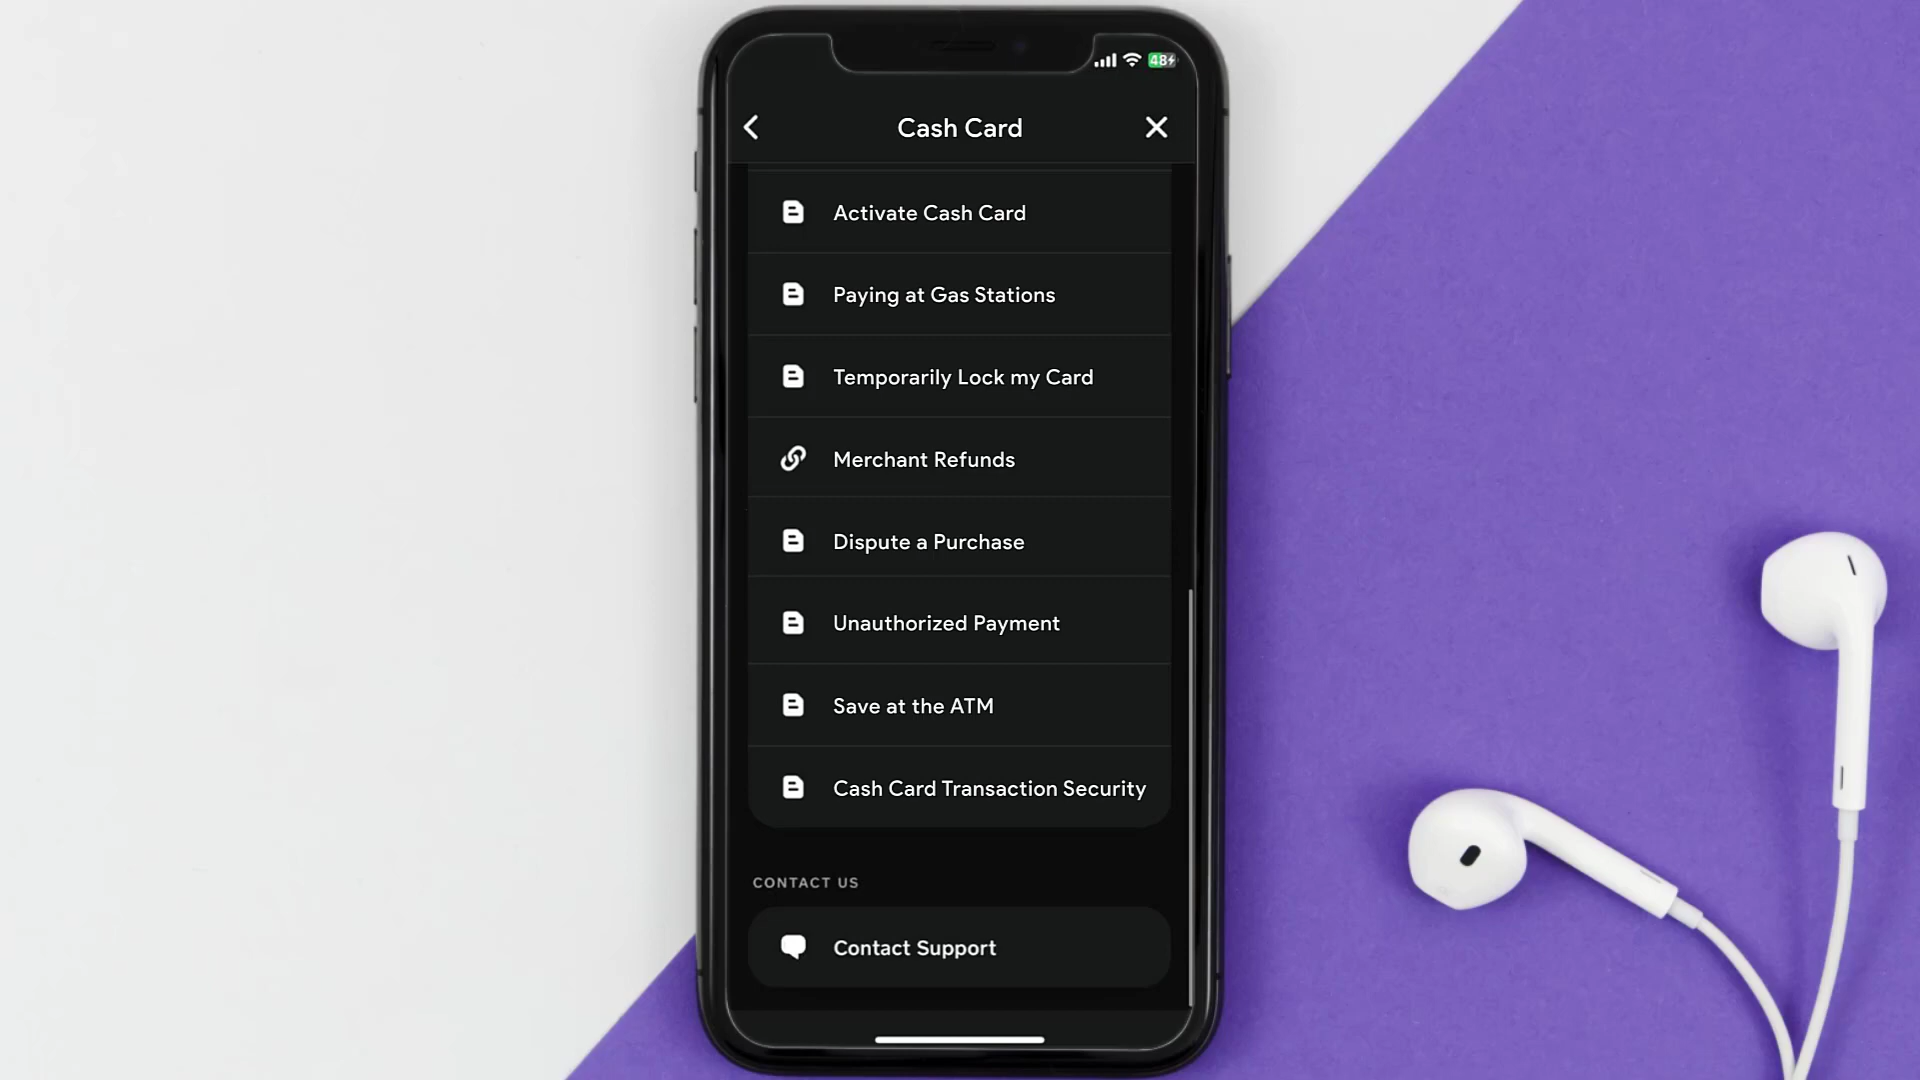 48
Cash Card
Activate Cash Card
Paying at Gas Stations
Temporarily Lock my Card
Merchant Refunds
Dispute a Purchase
Unauthorized Payment
Save at the ATM
Cash Card Transaction Security
CONTACT US
Contact Support